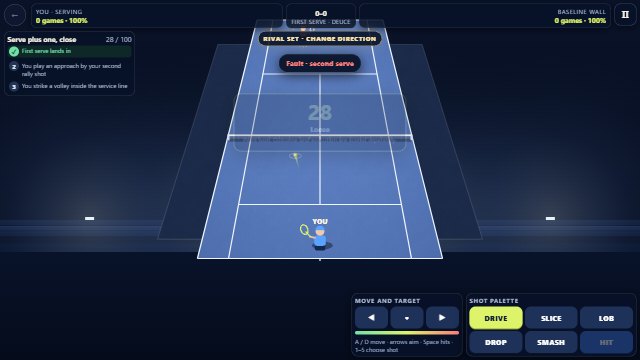 ←
YOU · SERVING
0 games · 100%
0–0
FIRST SERVE · DEUCE
BASELINE WALL
0 games · 100%
II
RIVAL SET · CHANGE DIRECTION
Fault · second serve
Serve plus one, close 28 / 100
✓ First serve lands in
2 You play an approach by your second
rally shot
3 You strike a volley inside the service line
28
Loose
YOU
MOVE AND TARGET
◀ • ▶
A / D move · arrows aim · Space hits ·
1–5 choose shot
SHOT PALETTE
DRIVE SLICE LOB
DROP SMASH HIT